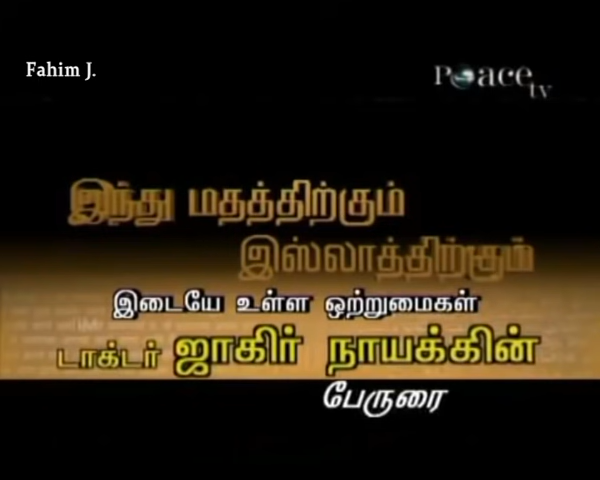 Fahim J.
Peace tv
இந்து மதத்திற்கும்
இஸ்லாத்திற்கும்
இடையே உள்ள ஒற்றுமைகள்
டாக்டர் ஜாகிர் நாயக்கின்
பேருரை